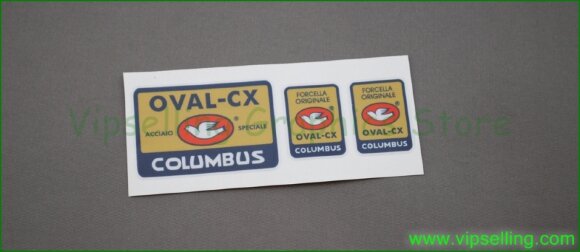 OVAL-CX
®
ACCIAIO SPECIALE
COLUMBUS
FORCELLA
ORIGINALE
®
OVAL-CX
COLUMBUS
FORCELLA
ORIGINALE
®
OVAL-CX
COLUMBUS
Vipselling Graphic Store
www.vipselling.com